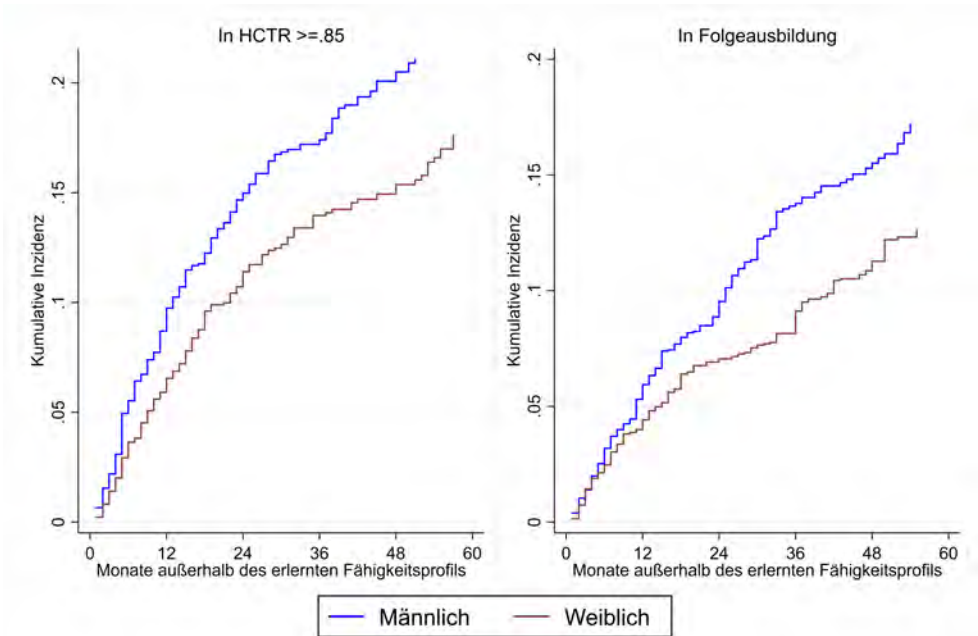 In HCTR >=.85
Kumulative Inzidenz
.2
.15
.1
.05
0
0 12 24 36 48 60
Monate außerhalb des erlernten Fähigkeitsprofils
In Folgeausbildung
Kumulative Inzidenz
.2
.15
.1
.05
0
0 12 24 36 48 60
Monate außerhalb des erlernten Fähigkeitsprofils
Männlich Weiblich